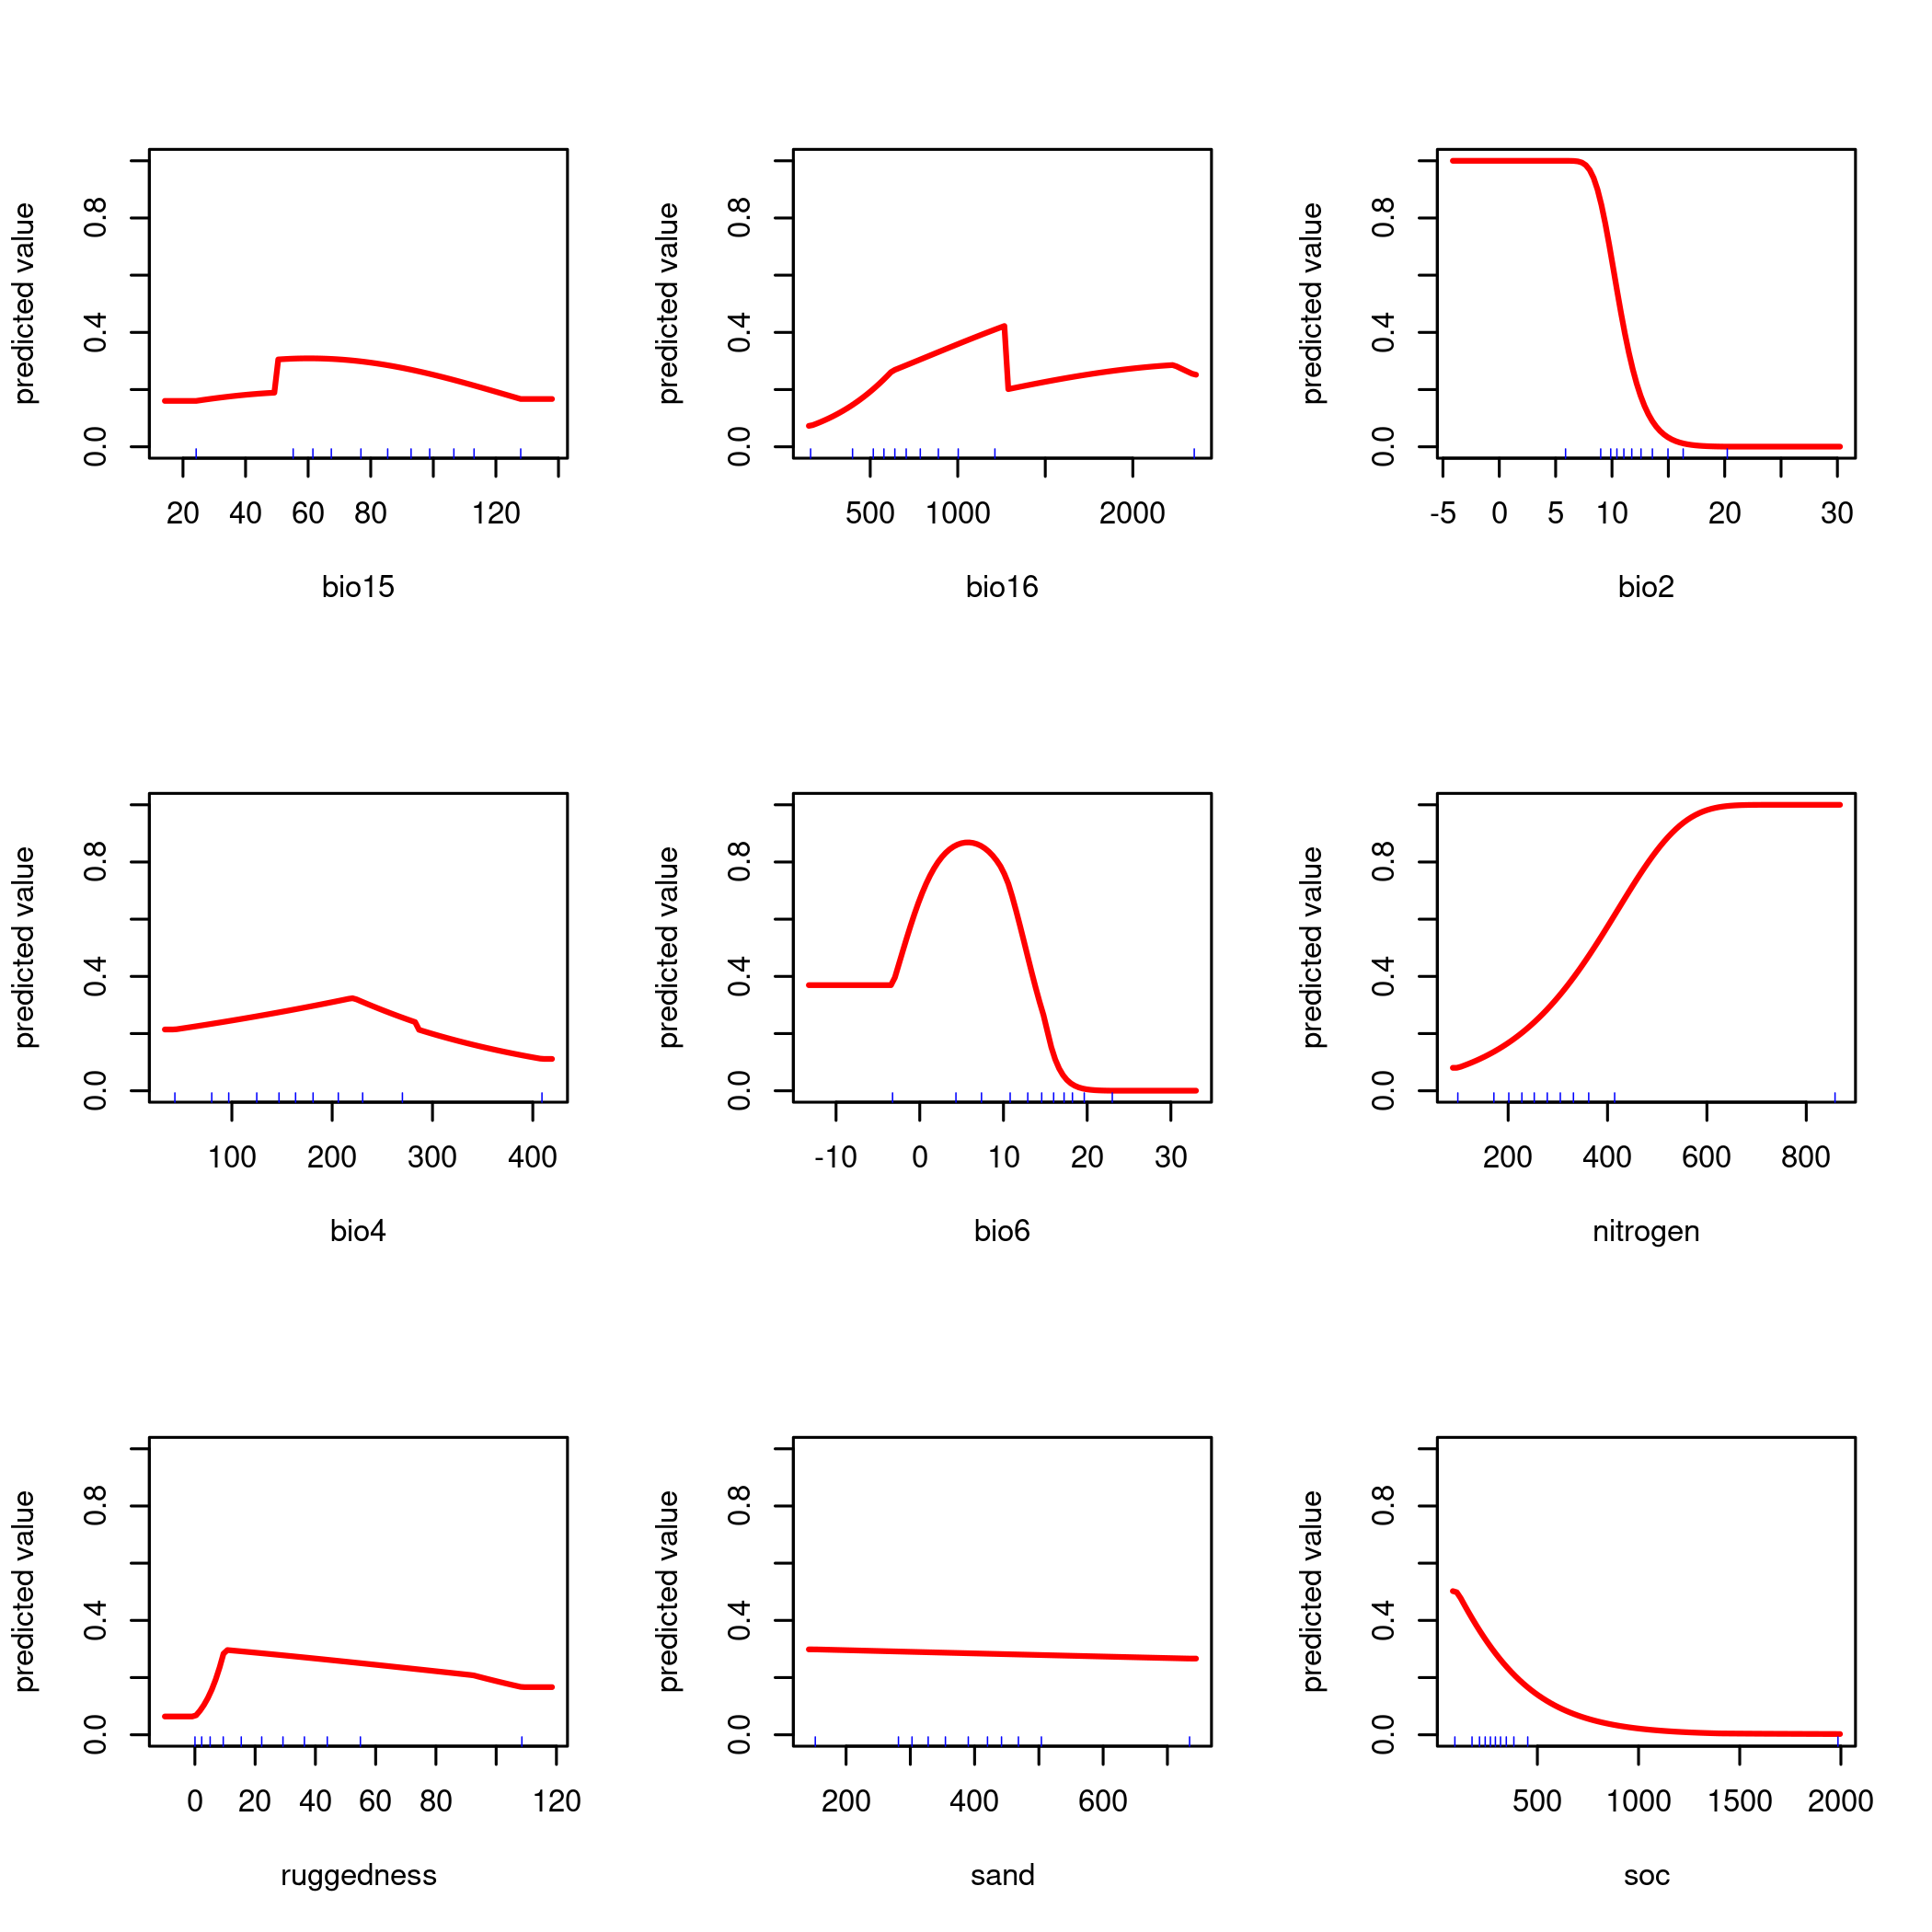 predicted value
0.0 0.4 0.8
20 40 60 80 120
bio15
predicted value
0.0 0.4 0.8
500 1000 2000
bio16
predicted value
0.0 0.4 0.8
-5 0 5 10 20 30
bio2
predicted value
0.0 0.4 0.8
100 200 300 400
bio4
predicted value
0.0 0.4 0.8
-10 0 10 20 30
bio6
predicted value
0.0 0.4 0.8
200 400 600 800
nitrogen
predicted value
0.0 0.4 0.8
0 20 40 60 80 120
ruggedness
predicted value
0.0 0.4 0.8
200 400 600
sand
predicted value
0.0 0.4 0.8
500 1000 1500 2000
soc